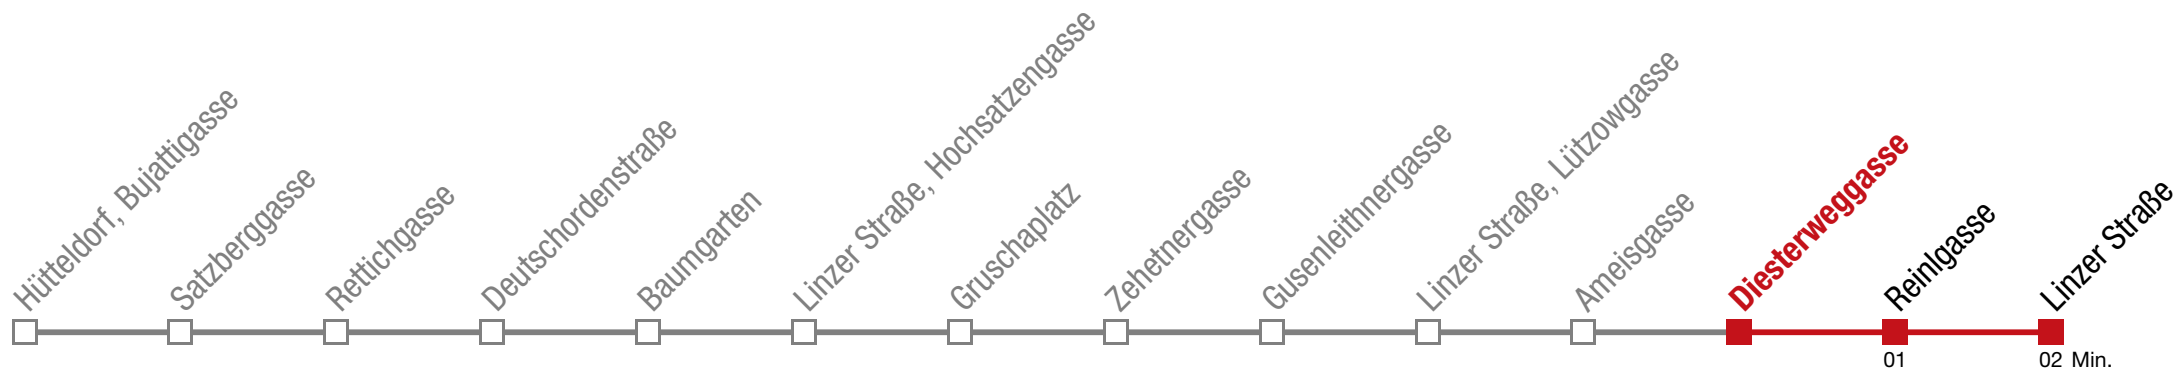 Hütteldorf, Bujattigasse
Satzberggasse
Rettichgasse
Deutschordenstraße
Baumgarten
Linzer Straße, Hochsatzengasse
Gruschaplatz
Zehetnergasse
Gusenleithnergasse
Linzer Straße, Lützowgasse
Ameisgasse
Diesterweggasse
Reinlgasse
Linzer Straße
01
02 Min.